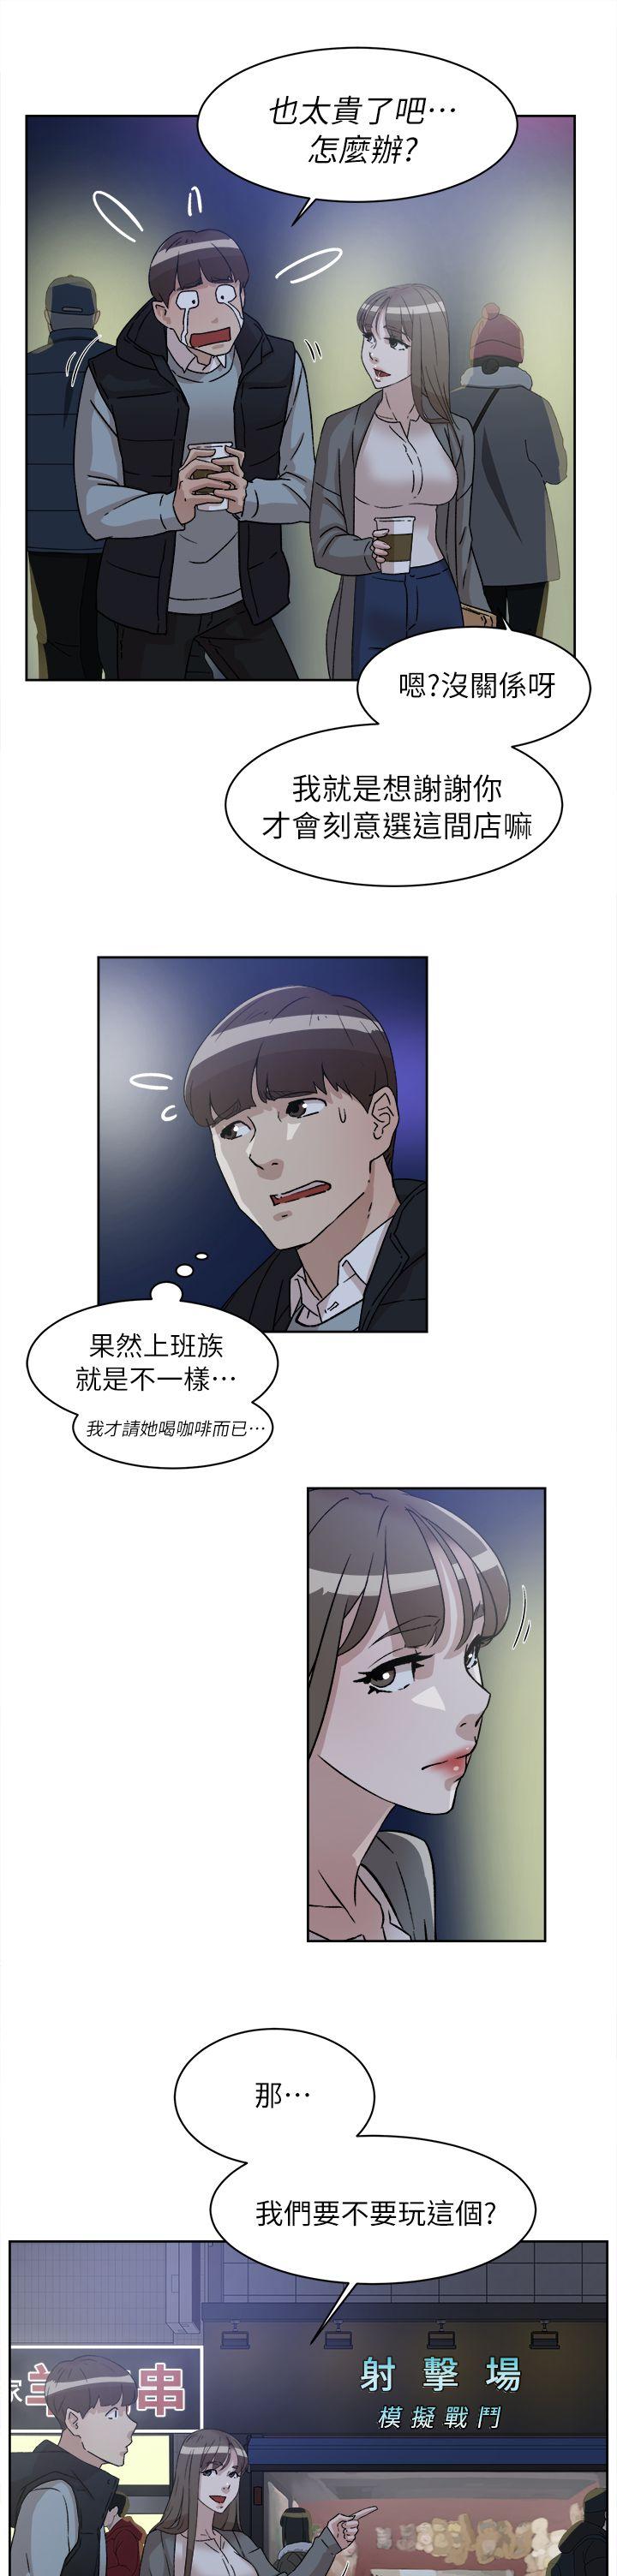 也太貴了吧⋯
怎麼辦?
嗯?沒關係呀
我就是想謝謝你
才會刻意選這間店嘛
果然上班族
就是不一樣⋯
我才請她喝咖啡而已⋯
那⋯
我們要不要玩這個?
射擊場
模擬戰鬥
家羊 串